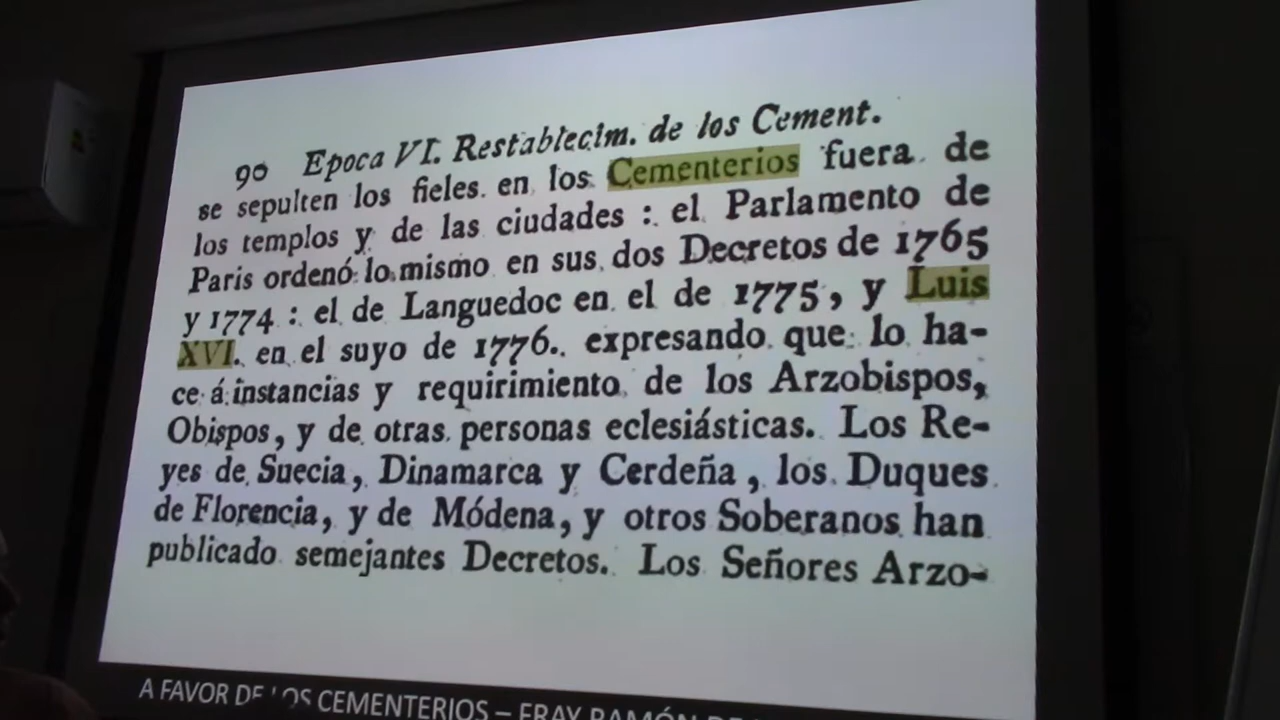 90 Epoca VI. Restablecim. de los Cement.
se sepulten los fieles en los Cementerios fuera de
los templos y de las ciudades : el Parlamento de
Paris ordenó lo mismo en sus dos Decretos de 1765
y 1774 : el de Languedoc en el de 1775, y Luis
XVI. en el suyo de 1776. expresando que lo ha-
ce á instancias y requirimiento de los Arzobispos,
Obispos, y de otras personas eclesiásticas. Los Re-
yes de Suecia, Dinamarca y Cerdeña, los Duques
de Florencia, y de Módena, y otros Soberanos han
publicado semejantes Decretos. Los Señores Arzo-
A FAVOR DE LOS CEMENTERIOS – FRAY RAMÓN